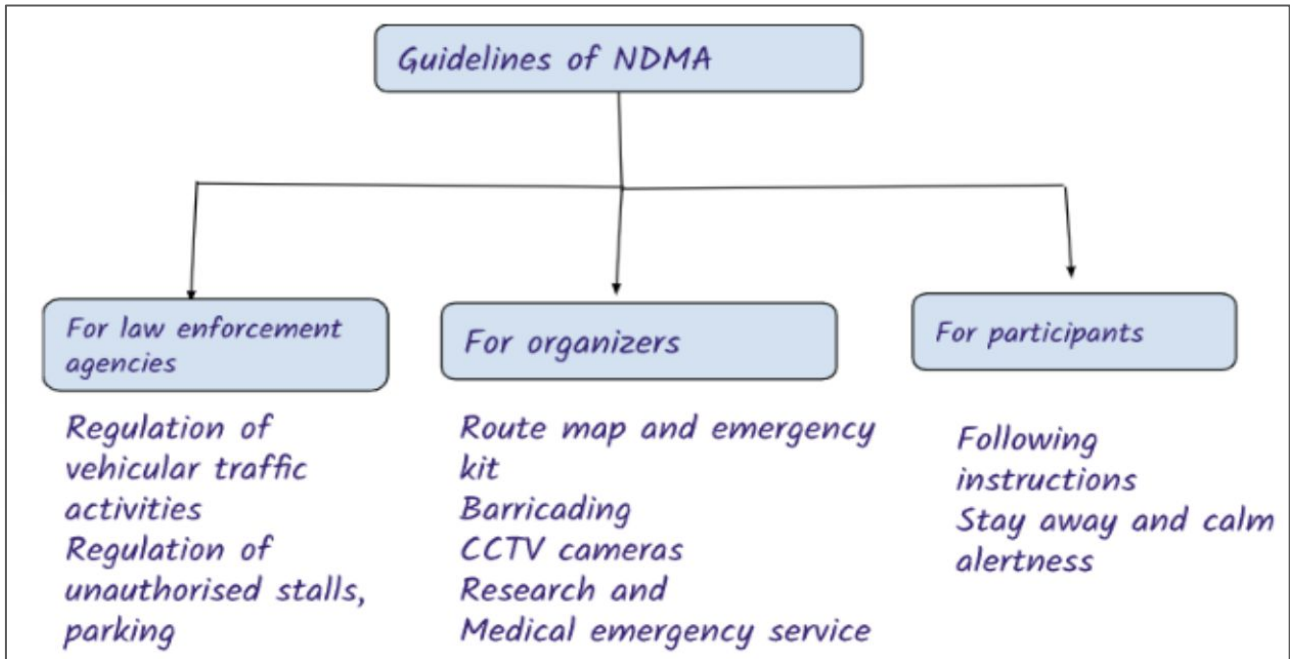 Guidelines of NDMA
For law enforcement
agencies
Regulation of
vehicular traffic
activities
Regulation of
unauthorised stalls,
parking
For organizers
Route map and emergency
kit
Barricading
CCTV cameras
Research and
Medical emergency service
For participants
Following
instructions
Stay away and calm
alertness